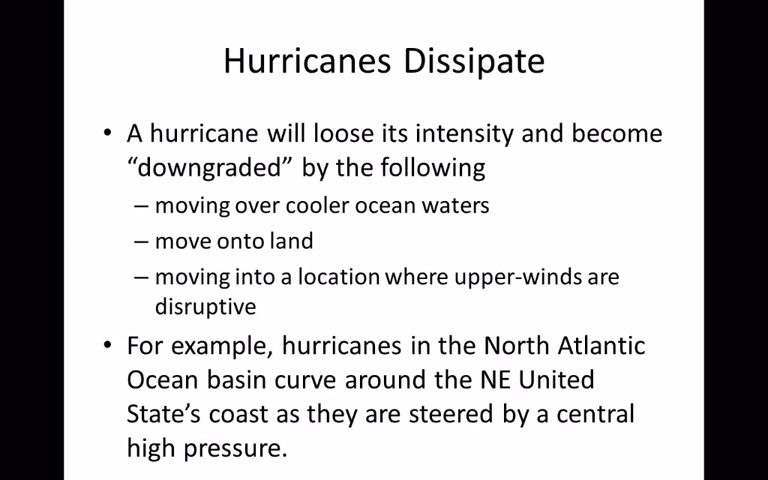 Hurricanes Dissipate
• A hurricane will loose its intensity and become
“downgraded” by the following
– moving over cooler ocean waters
– move onto land
– moving into a location where upper-winds are
disruptive
• For example, hurricanes in the North Atlantic
Ocean basin curve around the NE United
State’s coast as they are steered by a central
high pressure.